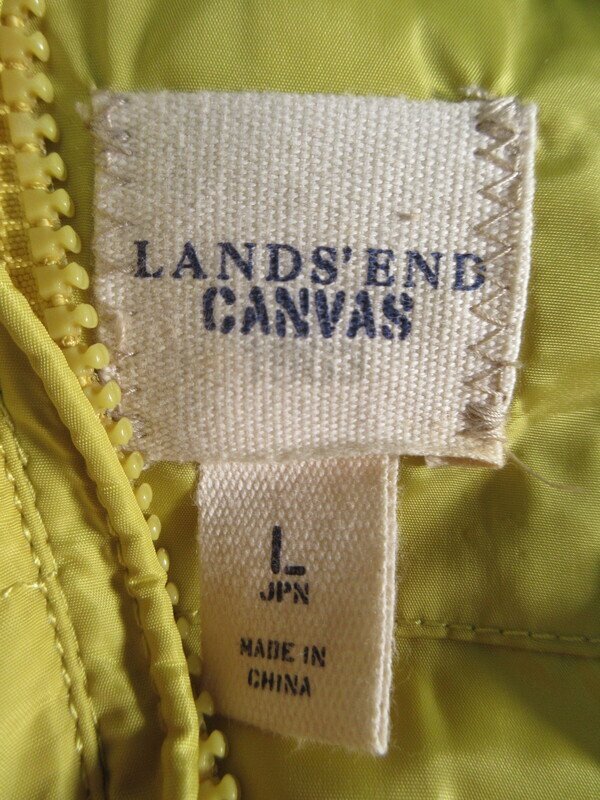 LANDS' END
CANVAS
L
JPN
MADE IN
CHINA